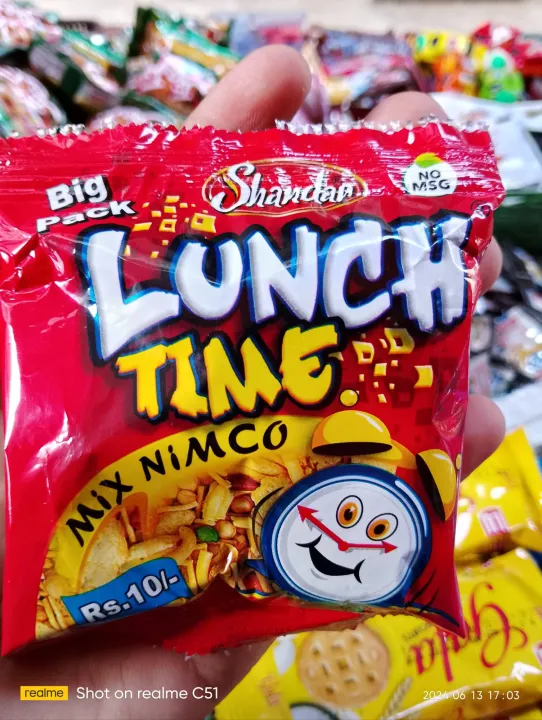 Big
Pack
Shandar
NO
MSG
LUNCH
TIME
MiX NiMCO
Rs.10/-
Gala
realme
Shot on realme C51
2024 06 13 17:03